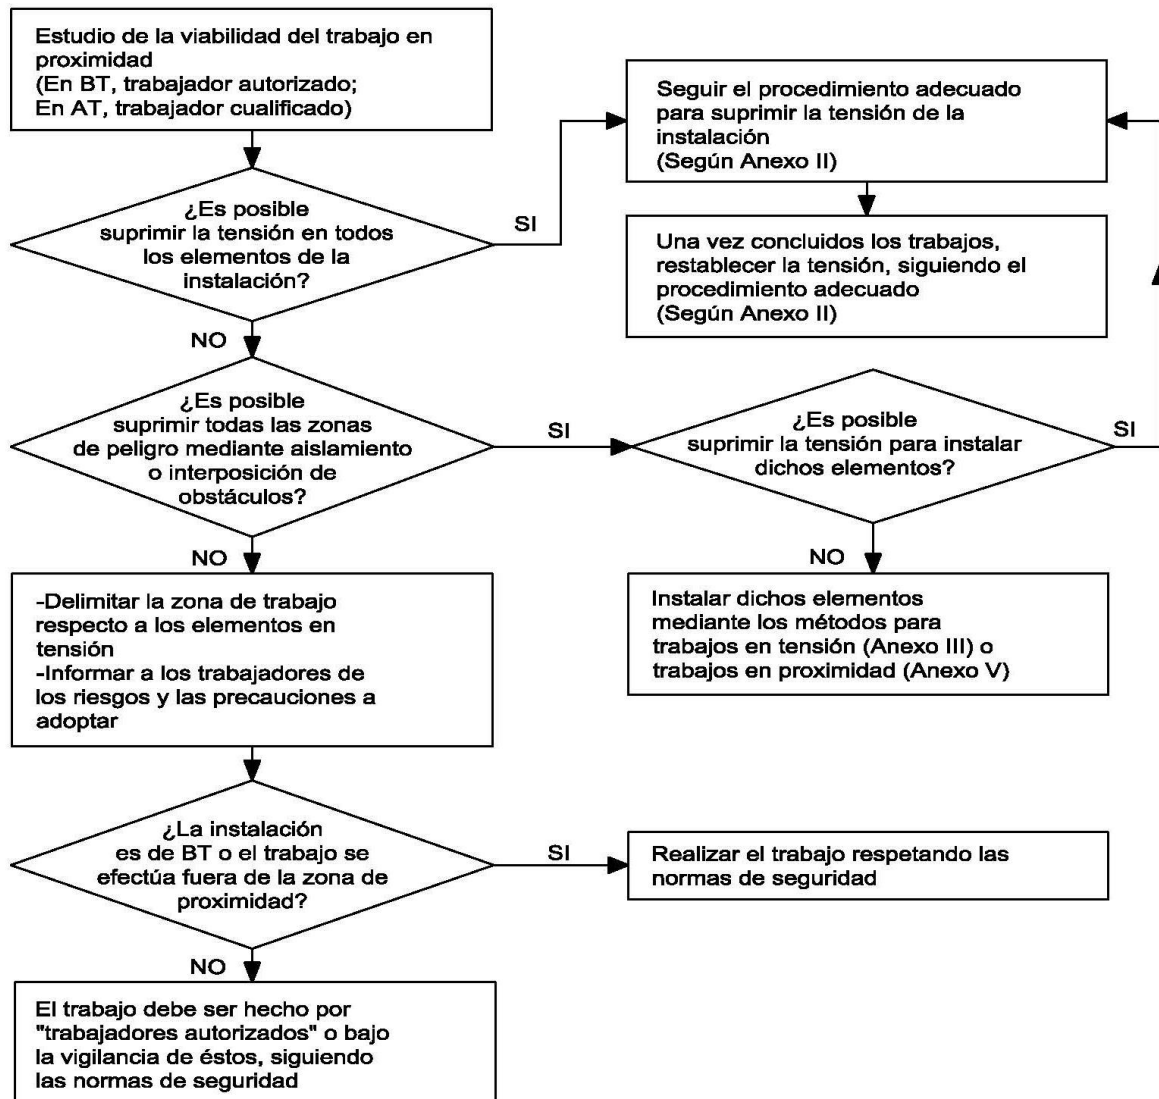 Estudio de la viabilidad del trabajo en
proximidad
(En BT, trabajador autorizado;
En AT, trabajador cualificado)
Seguir el procedimiento adecuado
para suprimir la tensión de la
instalación
(Según Anexo II)
¿Es posible
suprimir la tensión en todos
los elementos de la
instalación?
SI
Una vez concluidos los trabajos,
restablecer la tensión, siguiendo el
procedimiento adecuado
(Según Anexo II)
NO
¿Es posible
suprimir todas las zonas
de peligro mediante aislamiento
o interposición de
obstáculos?
SI
¿Es posible
suprimir la tensión para instalar
dichos elementos?
SI
NO
NO
-Delimitar la zona de trabajo
respecto a los elementos en
tensión
-Informar a los trabajadores de
los riesgos y las precauciones a
adoptar
Instalar dichos elementos
mediante los métodos para
trabajos en tensión (Anexo III) o
trabajos en proximidad (Anexo V)
¿La instalación
es de BT o el trabajo se
efectúa fuera de la zona de
proximidad?
SI
Realizar el trabajo respetando las
normas de seguridad
NO
El trabajo debe ser hecho por
"trabajadores autorizados" o bajo
la vigilancia de éstos, siguiendo
las normas de seguridad